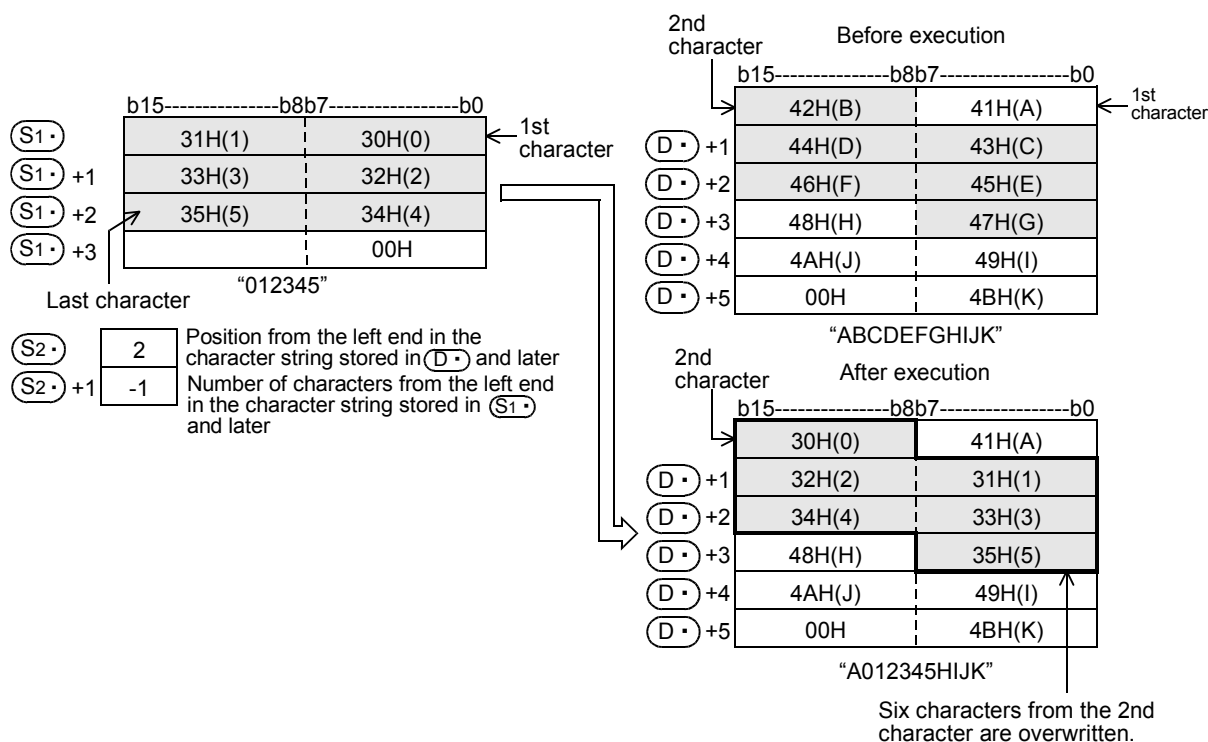 b15---------------b8b7-----------------b0
S1· 31H(1) 30H(0) 1st character
S1· +1 33H(3) 32H(2)
S1· +2 35H(5) 34H(4)
S1· +3 00H
Last character
“012345”
S2· 2 Position from the left end in the
character string stored in D· and later
S2· +1 -1 Number of characters from the left end
in the character string stored in S1·
and later
2nd
character
Before execution
b15---------------b8b7-----------------b0
42H(B) 41H(A) 1st character
D· +1 44H(D) 43H(C)
D· +2 46H(F) 45H(E)
D· +3 48H(H) 47H(G)
D· +4 4AH(J) 49H(I)
D· +5 00H 4BH(K)
“ABCDEFGHIJK”
2nd
character
After execution
b15---------------b8b7-----------------b0
30H(0) 41H(A)
D· +1 32H(2) 31H(1)
D· +2 34H(4) 33H(3)
D· +3 48H(H) 35H(5)
D· +4 4AH(J) 49H(I)
D· +5 00H 4BH(K)
“A012345HIJK”
Six characters from the 2nd
character are overwritten.